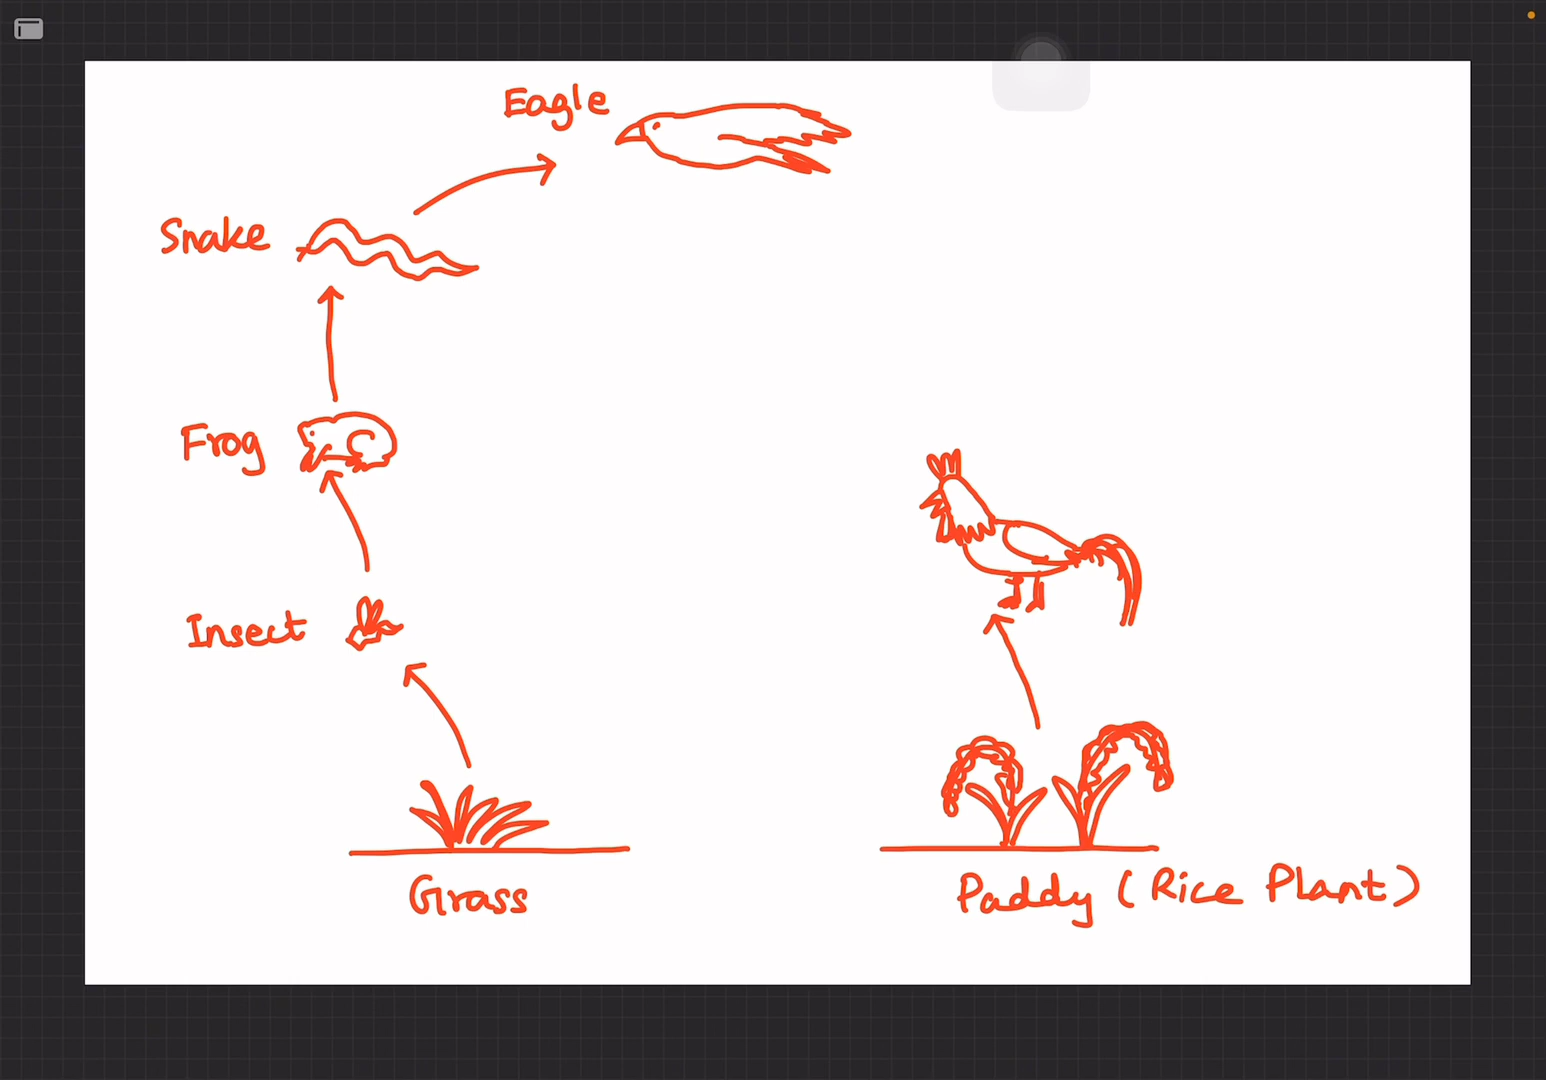 Eagle
Snake
Frog
Insect
Grass
Paddy (Rice Plant)